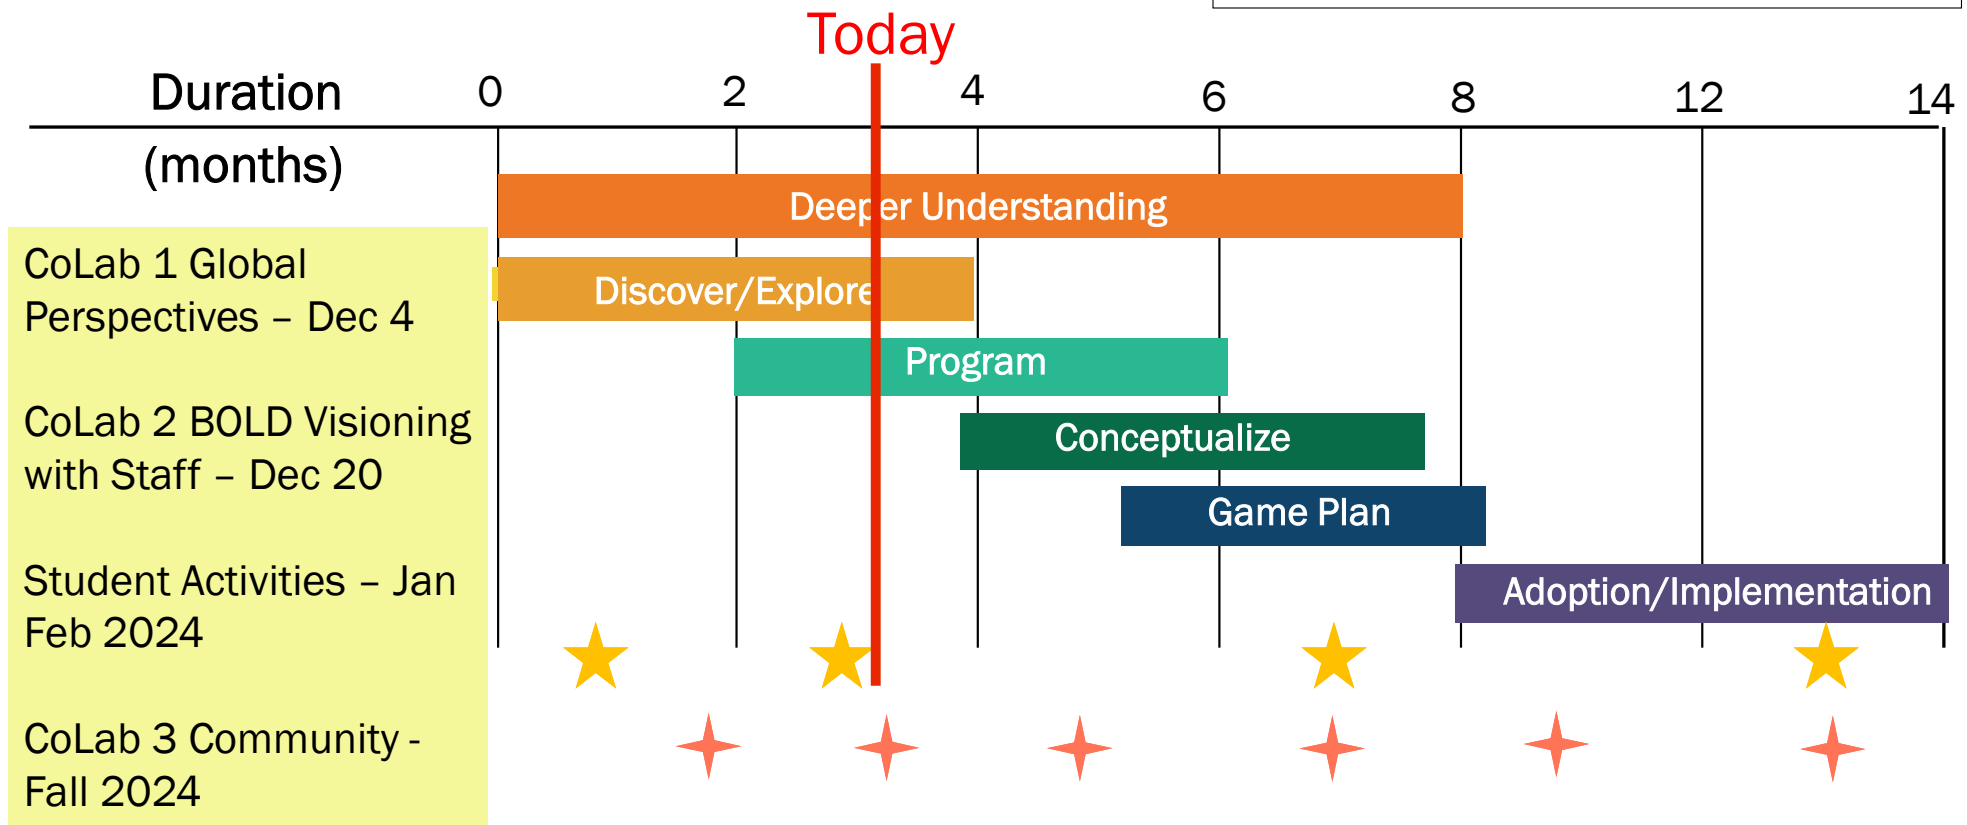 Today
Duration
0 2 4 6 8 12 14
(months)
Deeper Understanding
Discover/Explore
Program
Conceptualize
Game Plan
Adoption/Implementation
CoLab 1 Global
Perspectives – Dec 4
CoLab 2 BOLD Visioning
with Staff – Dec 20
Student Activities – Jan
Feb 2024
CoLab 3 Community -
Fall 2024